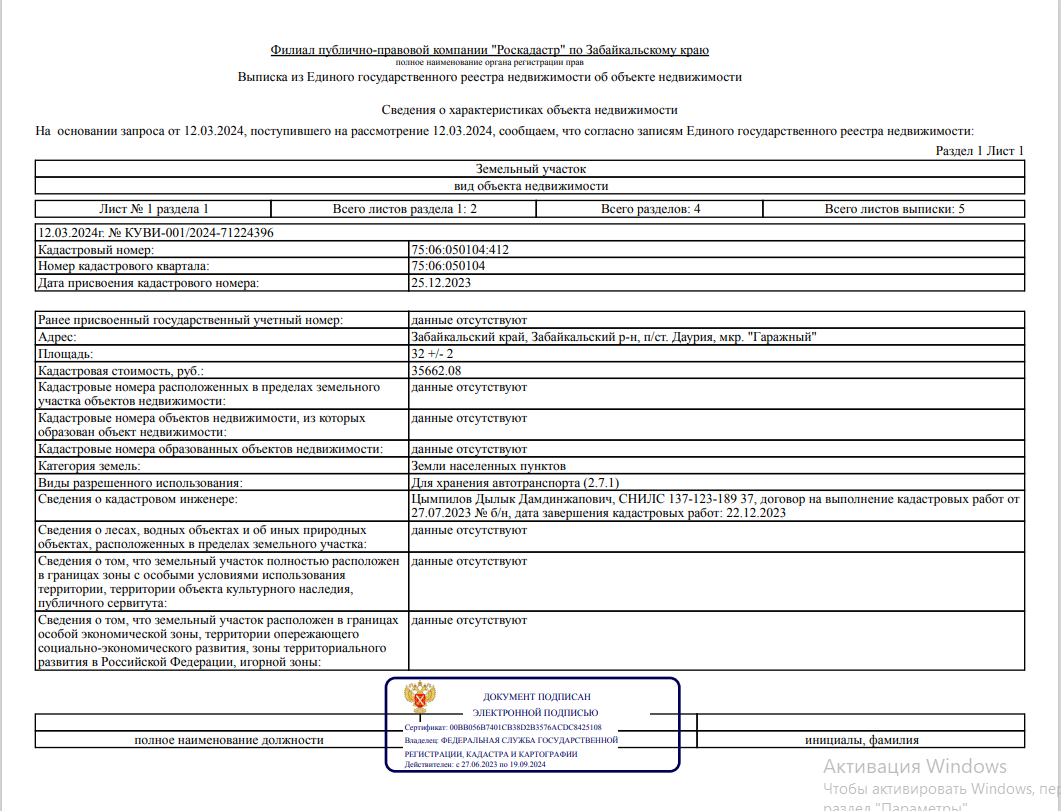 Филиал публично-правовой компании "Роскадастр" по Забайкальскому краю
полное наименование органа регистрации прав
Выписка из Единого государственного реестра недвижимости об объекте недвижимости
Сведения о характеристиках объекта недвижимости
На основании запроса от 12.03.2024, поступившего на рассмотрение 12.03.2024, сообщаем, что согласно записям Единого государственного реестра недвижимости:
Раздел 1 Лист 1
Земельный участок
вид объекта недвижимости
Лист № 1 раздела 1 Всего листов раздела 1: 2 Всего разделов: 4 Всего листов выписки: 5
12.03.2024г. № КУВИ-001/2024-71224396
Кадастровый номер: 75:06:050104:412
Номер кадастрового квартала: 75:06:050104
Дата присвоения кадастрового номера: 25.12.2023
Ранее присвоенный государственный учетный номер: данные отсутствуют
Адрес: Забайкальский край, Забайкальский р-н, п/ст. Даурия, мкр. "Гаражный"
Площадь: 32 +/- 2
Кадастровая стоимость, руб.: 35662.08
Кадастровые номера расположенных в пределах земельного данные отсутствуют
участка объектов недвижимости:
Кадастровые номера объектов недвижимости, из которых данные отсутствуют
образован объект недвижимости:
Кадастровые номера образованных объектов недвижимости: данные отсутствуют
Категория земель: Земли населенных пунктов
Виды разрешенного использования: Для хранения автотранспорта (2.7.1)
Сведения о кадастровом инженере: Цымпилов Дылык Дамдинжапович, СНИЛС 137-123-189 37, договор на выполнение кадастровых работ от
27.07.2023 № б/н, дата завершения кадастровых работ: 22.12.2023
Сведения о лесах, водных объектах и об иных природных данные отсутствуют
объектах, расположенных в пределах земельного участка:
Сведения о том, что земельный участок полностью расположен данные отсутствуют
в границах зоны с особыми условиями использования
территории, территории объекта культурного наследия,
публичного сервитута:
Сведения о том, что земельный участок расположен в границах данные отсутствуют
особой экономической зоны, территории опережающего
социально-экономического развития, зоны территориального
развития в Российской Федерации, игорной зоны:
ДОКУМЕНТ ПОДПИСАН
ЭЛЕКТРОННОЙ ПОДПИСЬЮ
Сертификат: 00BB056B7401CB38D2B3576ACDC8425108
Владелец: ФЕДЕРАЛЬНАЯ СЛУЖБА ГОСУДАРСТВЕННОЙ
РЕГИСТРАЦИИ, КАДАСТРА И КАРТОГРАФИИ
Действителен: с 27.06.2023 по 19.09.2024
полное наименование должности инициалы, фамилия
Активация Windows
Чтобы активировать Windows, пе
раздел "Параметры"